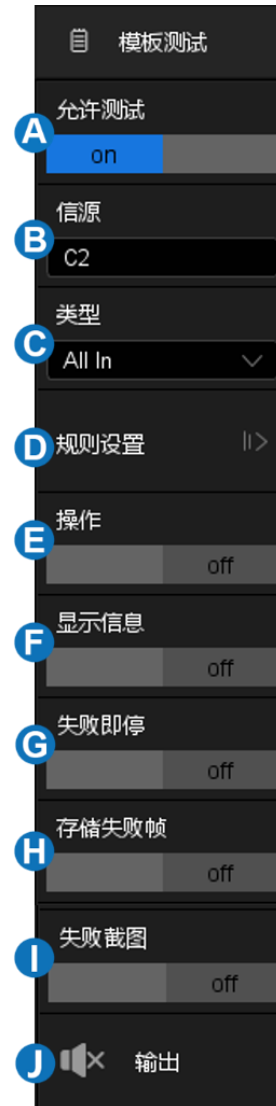 模板测试
允许测试
A
on
信源
B
C2
类型
C
All In
D 规则设置
操作
E
off
显示信息
F
off
失败即停
G
off
存储失败帧
H
off
失败截图
I
off
J 输出